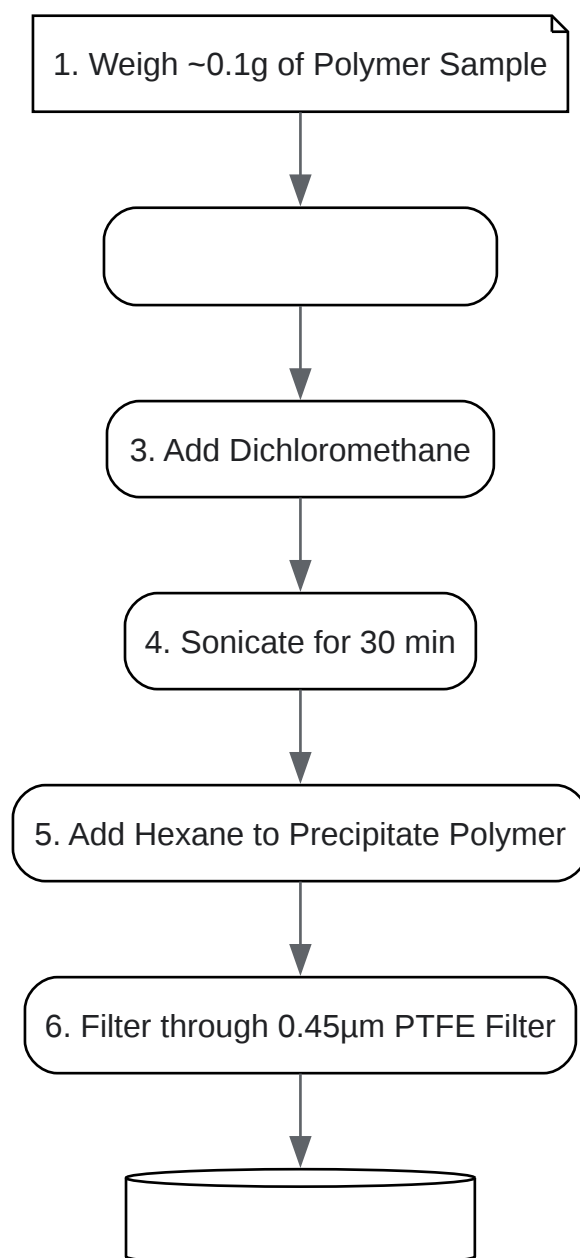 1. Weigh ~0.1g of Polymer Sample
3. Add Dichloromethane
4. Sonicate for 30 min
5. Add Hexane to Precipitate Polymer
6. Filter through 0.45µm PTFE Filter